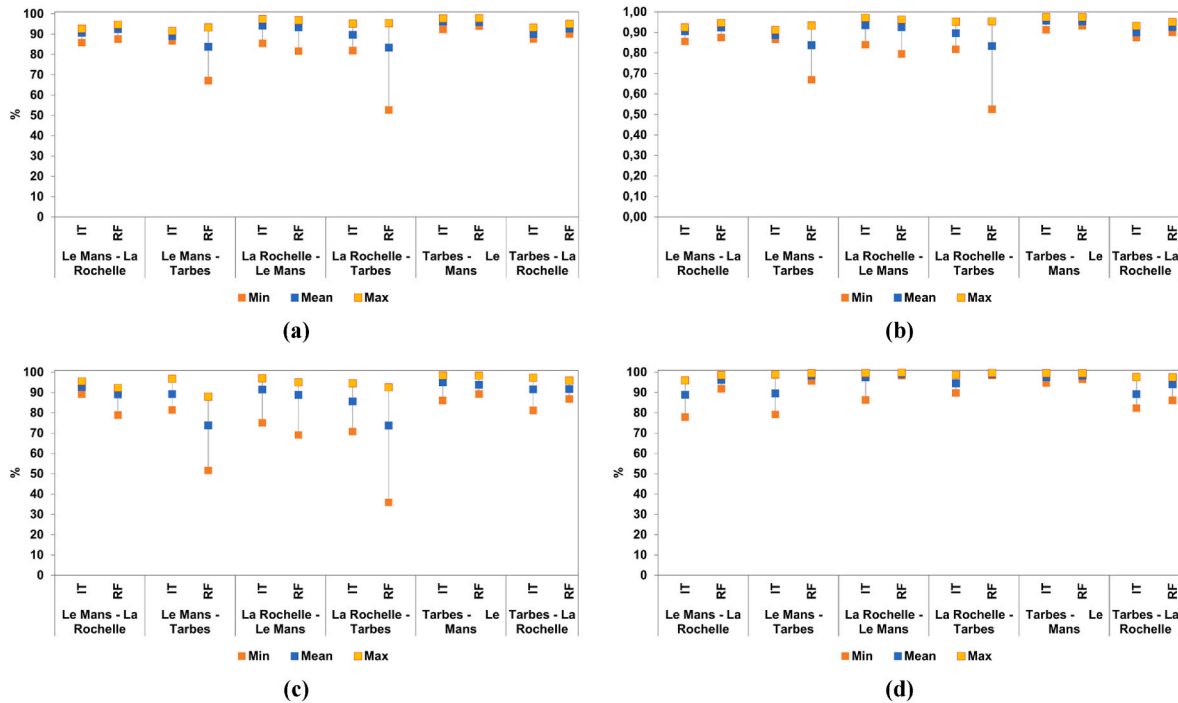 100
90
80
70
60
50
40
30
20
10
0
%
IT RF IT RF IT RF IT RF IT RF IT RF
Le Mans - La Le Mans - La Rochelle - La Rochelle - Tarbes - Le Tarbes - La
Rochelle Tarbes Le Mans Tarbes Mans Rochelle
Min Mean Max
(a)
1,00
0,90
0,80
0,70
0,60
0,50
0,40
0,30
0,20
0,10
0,00
IT RF IT RF IT RF IT RF IT RF IT RF
Le Mans - La Le Mans - La Rochelle - La Rochelle - Tarbes - Le Tarbes - La
Rochelle Tarbes Le Mans Tarbes Mans Rochelle
Min Mean Max
(b)
100
90
80
70
60
50
40
30
20
10
0
%
IT RF IT RF IT RF IT RF IT RF IT RF
Le Mans - La Le Mans - La Rochelle - La Rochelle - Tarbes - Le Tarbes - La
Rochelle Tarbes Le Mans Tarbes Mans Rochelle
Min Mean Max
(c)
100
90
80
70
60
50
40
30
20
10
0
%
IT RF IT RF IT RF IT RF IT RF IT RF
Le Mans - La Le Mans - La Rochelle - La Rochelle - Tarbes - Le Tarbes - La
Rochelle Tarbes Le Mans Tarbes Mans Rochelle
Min Mean Max
(d)